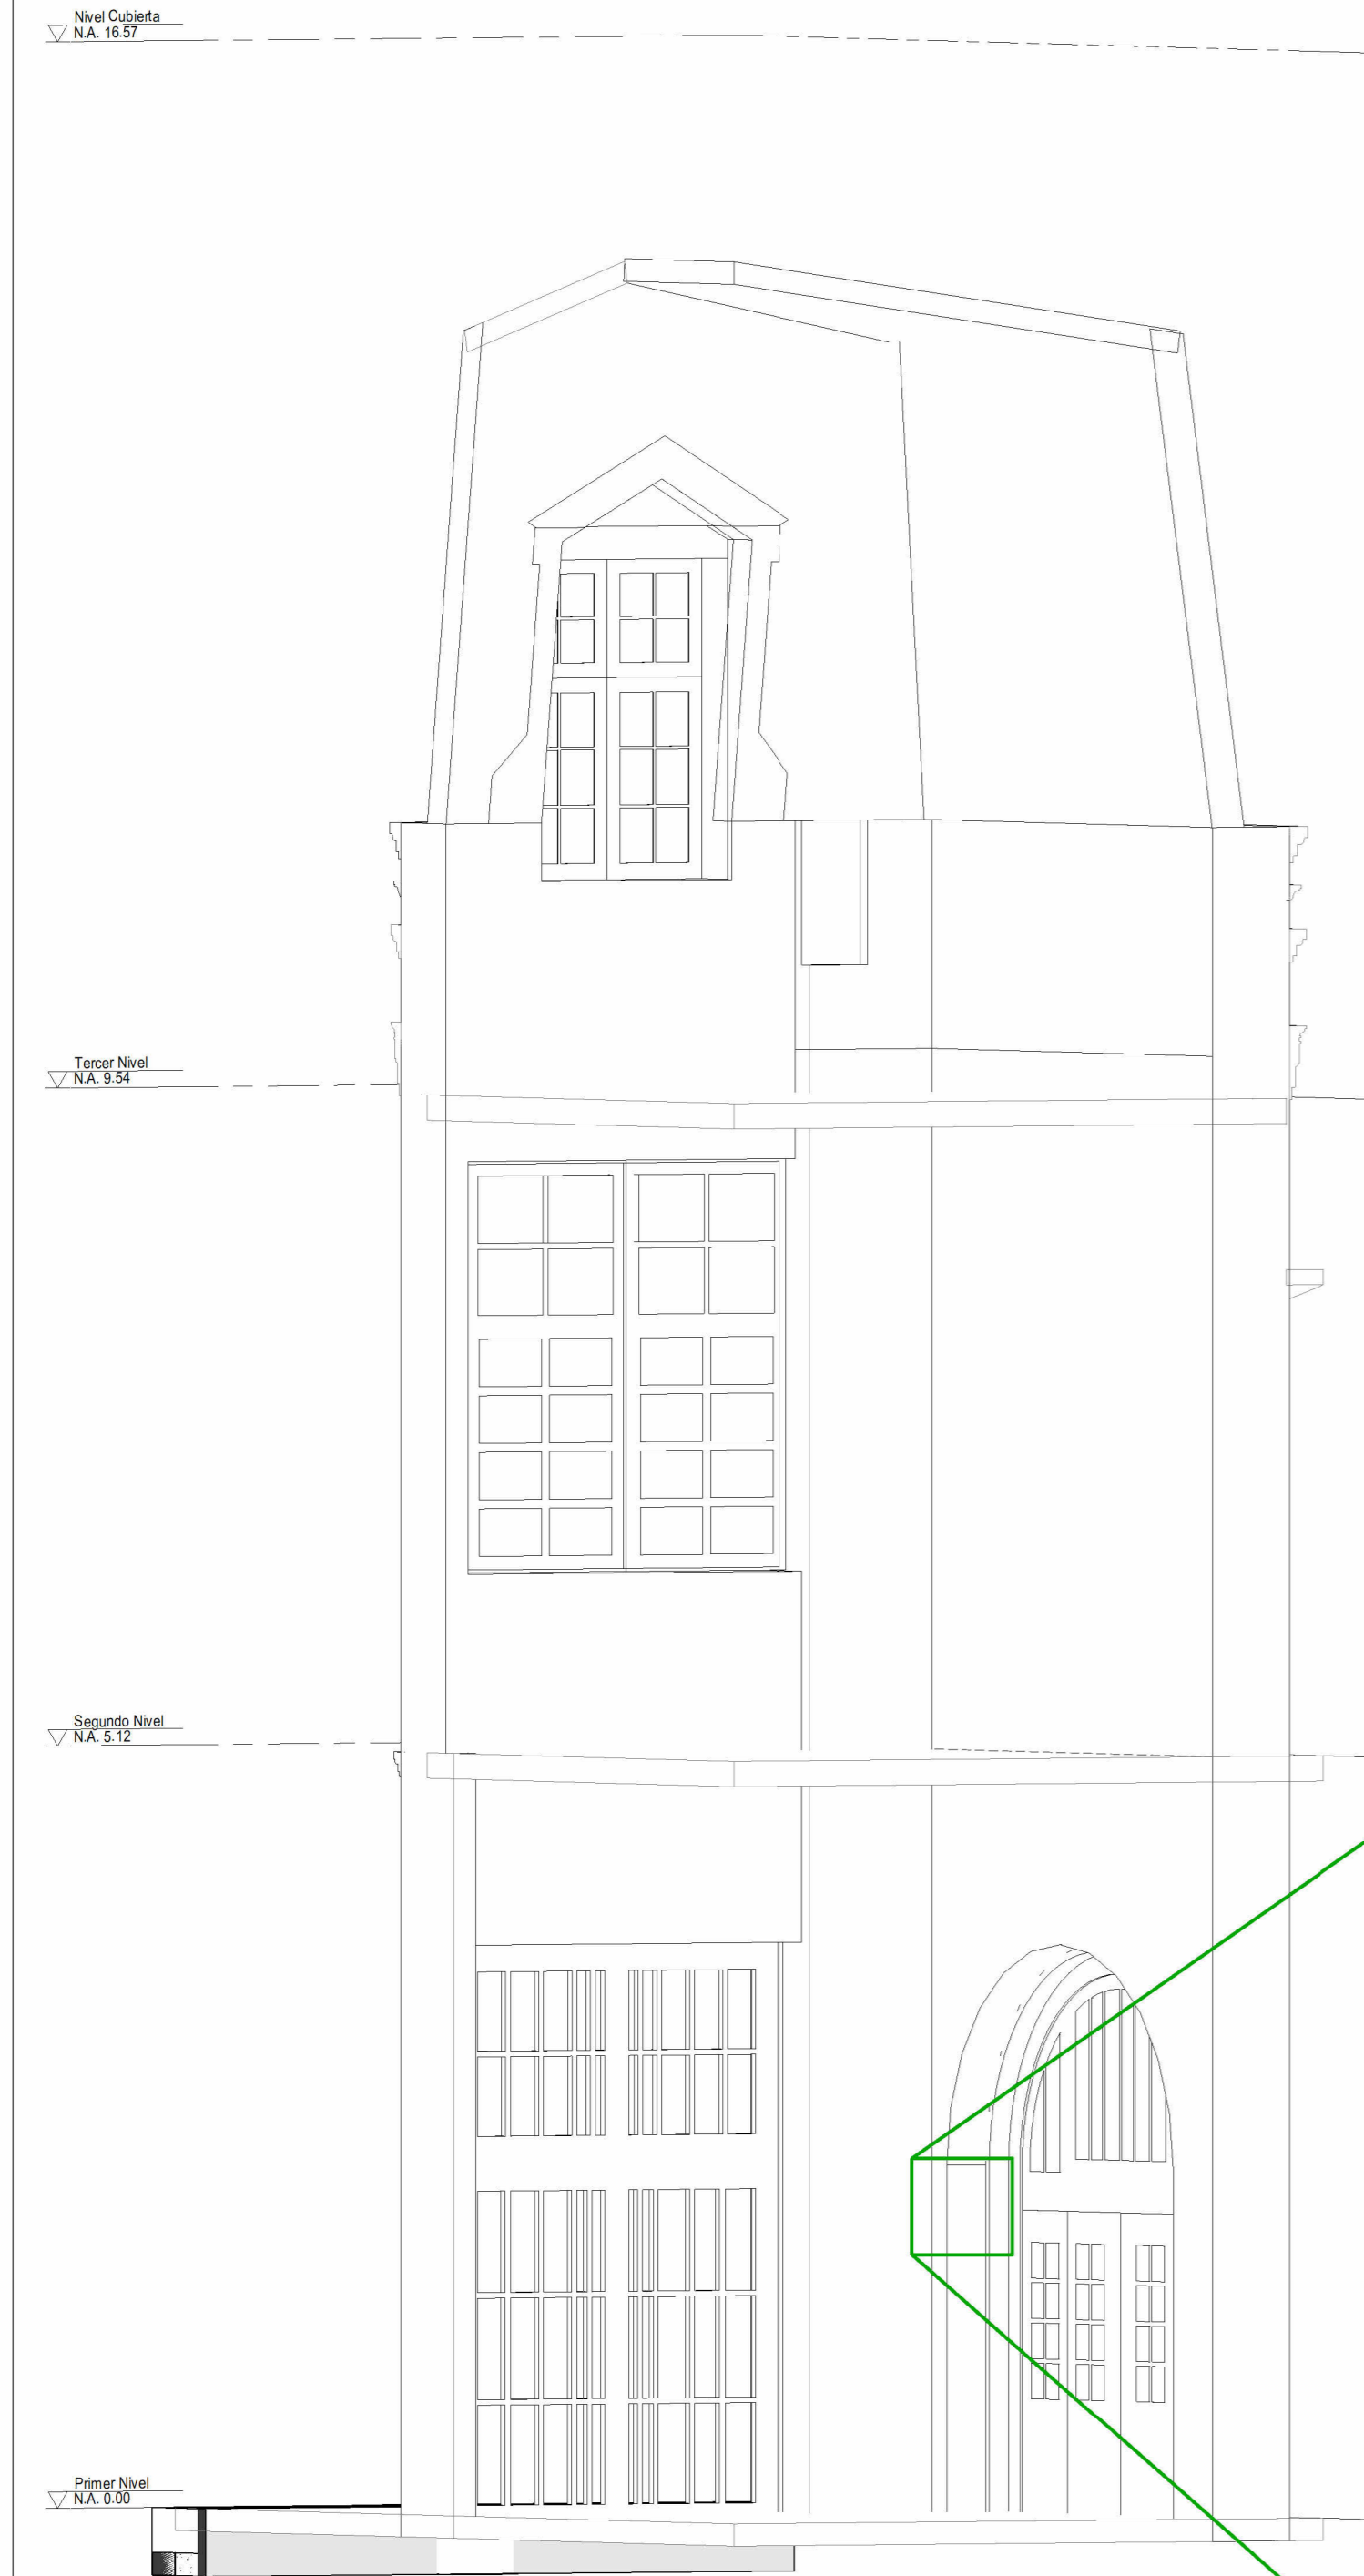 Nivel Cubierta
N.A. 16.57
Tercer Nivel
N.A. 9.54
Segundo Nivel
N.A. 5.12
Primer Nivel
N.A. 0.00